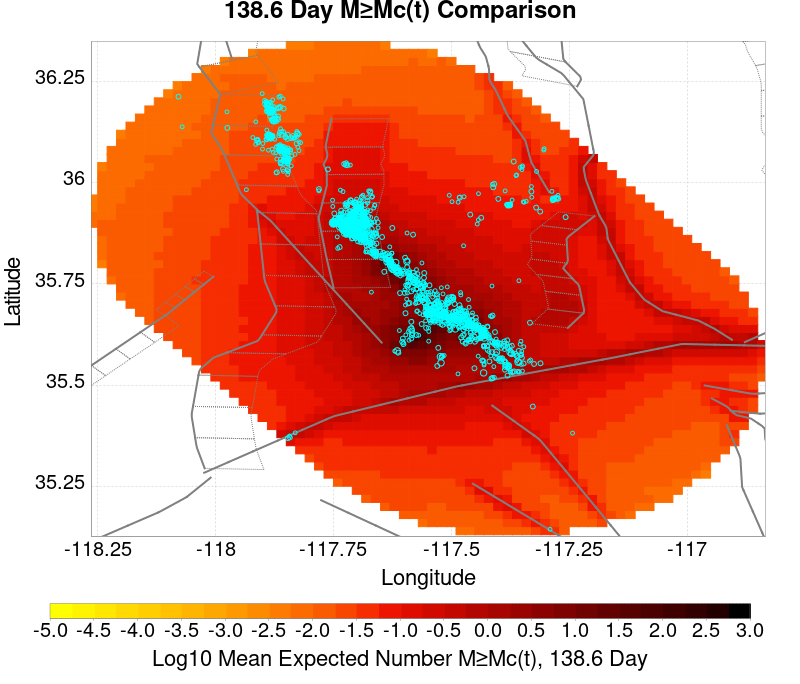 138.6 Day M≥Mc(t) Comparison
36.25
36
35.75
35.5
35.25
Latitude
-118.25 -118 -117.75 -117.5 -117.25 -117
Longitude
-5.0 -4.5 -4.0 -3.5 -3.0 -2.5 -2.0 -1.5 -1.0 -0.5 0.0 0.5 1.0 1.5 2.0 2.5 3.0
Log10 Mean Expected Number M≥Mc(t), 138.6 Day